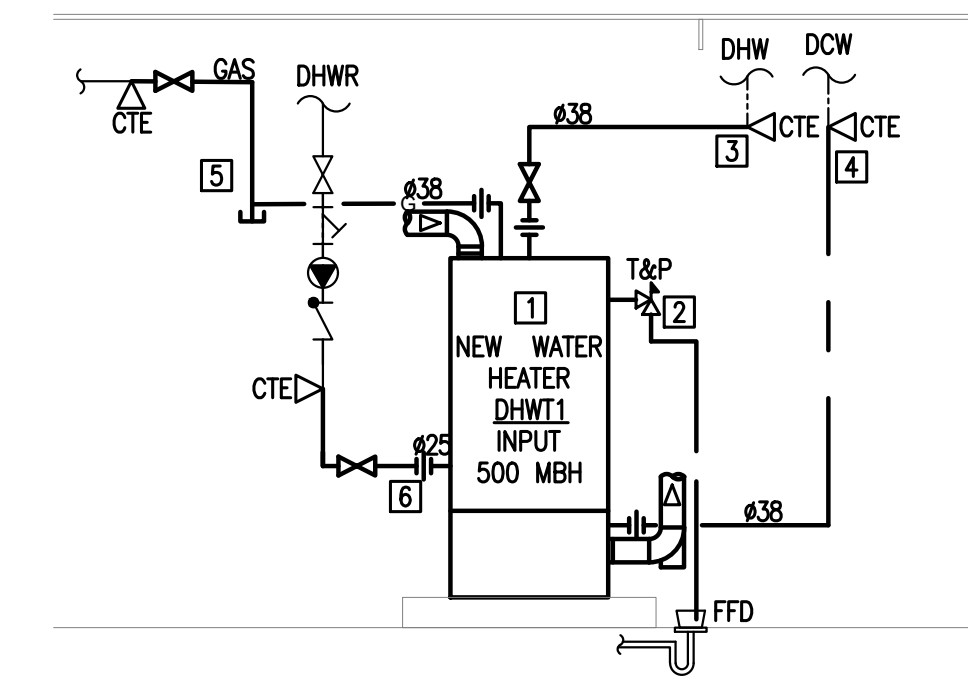 DHW
DCW
GAS
DHWR
CTE
ø38
CTE
CTE
3
4
5
ø38
G
T&P
1
2
NEW WATER
HEATER
DHWT1
INPUT
500 MBH
CTE
ø25
6
ø38
FFD